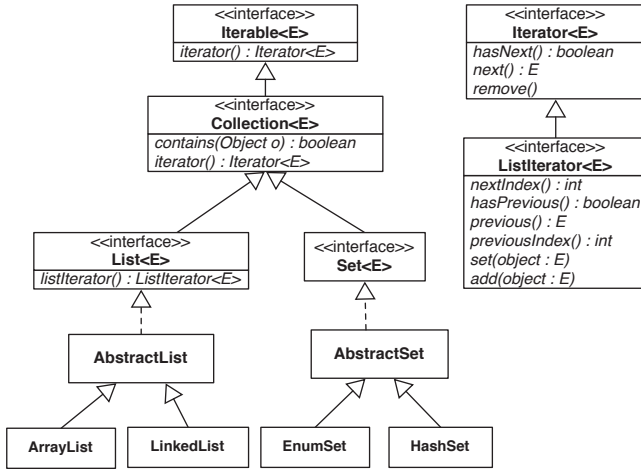 <<interface>>
Iterable<E>
iterator() : Iterator<E>
<<interface>>
Iterator<E>
hasNext() : boolean
next() : E
remove()
<<interface>>
Collection<E>
contains(Object o) : boolean
iterator() : Iterator<E>
<<interface>>
ListIterator<E>
nextIndex() : int
hasPrevious() : boolean
previous() : E
previousIndex() : int
set(object : E)
add(object : E)
<<interface>>
List<E>
listIterator() : ListIterator<E>
<<interface>>
Set<E>
AbstractList
AbstractSet
ArrayList
LinkedList
EnumSet
HashSet